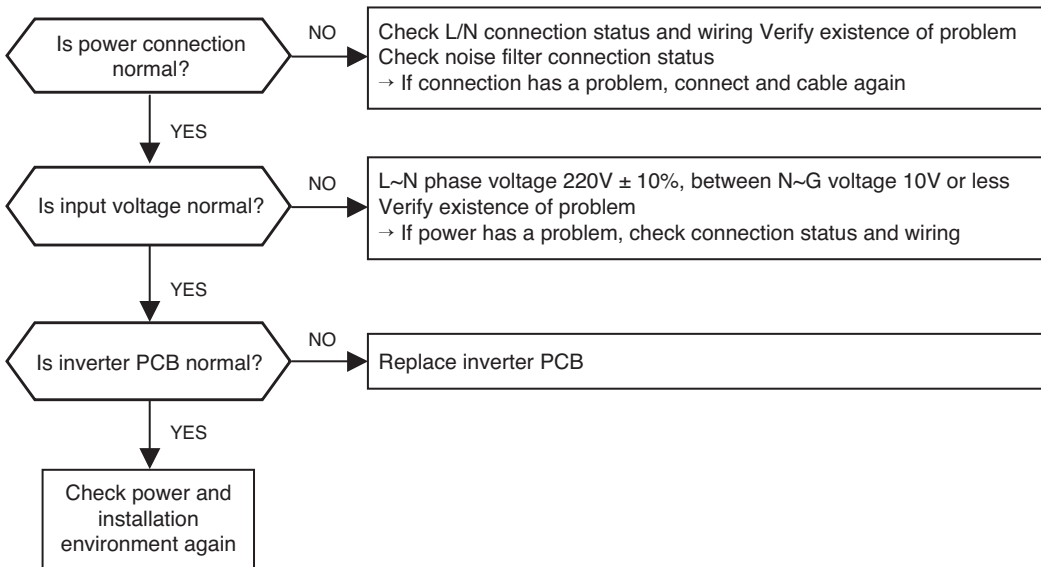 Is power connection
normal?
NO
Check L/N connection status and wiring Verify existence of problem
Check noise filter connection status
→ If connection has a problem, connect and cable again
YES
Is input voltage normal?
NO
L~N phase voltage 220V ± 10%, between N~G voltage 10V or less
Verify existence of problem
→ If power has a problem, check connection status and wiring
YES
Is inverter PCB normal?
NO
Replace inverter PCB
YES
Check power and
installation
environment again